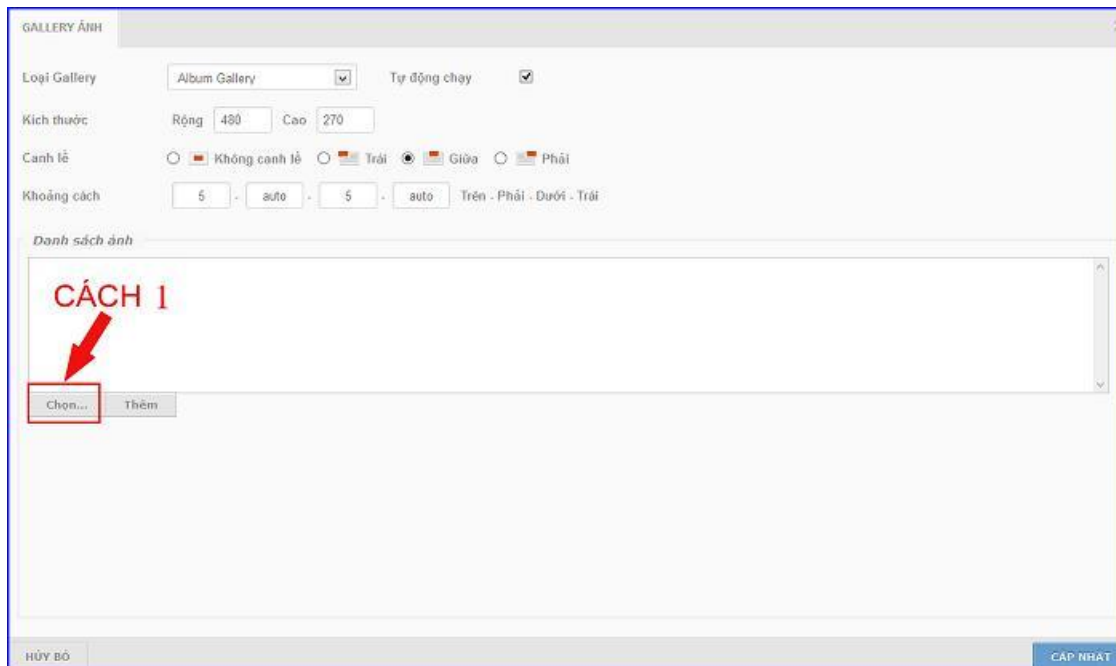 GALLERY ẢNH
Loại Gallery Album Gallery Tự động chạy
Kích thước Rộng 480 Cao 270
Canh lề Không canh lề Trái Giữa Phải
Khoảng cách 5 - auto - 5 - auto Trên - Phải - Dưới - Trái
Danh sách ảnh
CÁCH 1
Chọn... Thêm
HỦY BỎ CẬP NHẬT